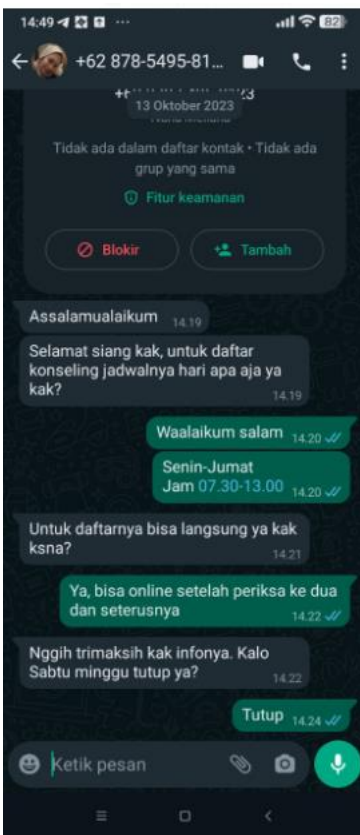 14:49
82
+62 878-5495-81...
13 Oktober 2023
Tidak ada dalam daftar kontak • Tidak ada
grup yang sama
Fitur keamanan
Blokir
Tambah
Assalamualaikum 14.19
Selamat siang kak, untuk daftar
konseling jadwalnya hari apa aja ya
kak?
14.19
Waalaikum salam 14.20
Senin-Jumat
Jam 07.30-13.00 14.20
Untuk daftarnya bisa langsung ya kak
ksna?
14.21
Ya, bisa online setelah periksa ke dua
dan seterusnya
14.22
Nggih trimaksih kak infonya. Kalo
Sabtu minggu tutup ya?
14.22
Tutup 14.24
Ketik pesan